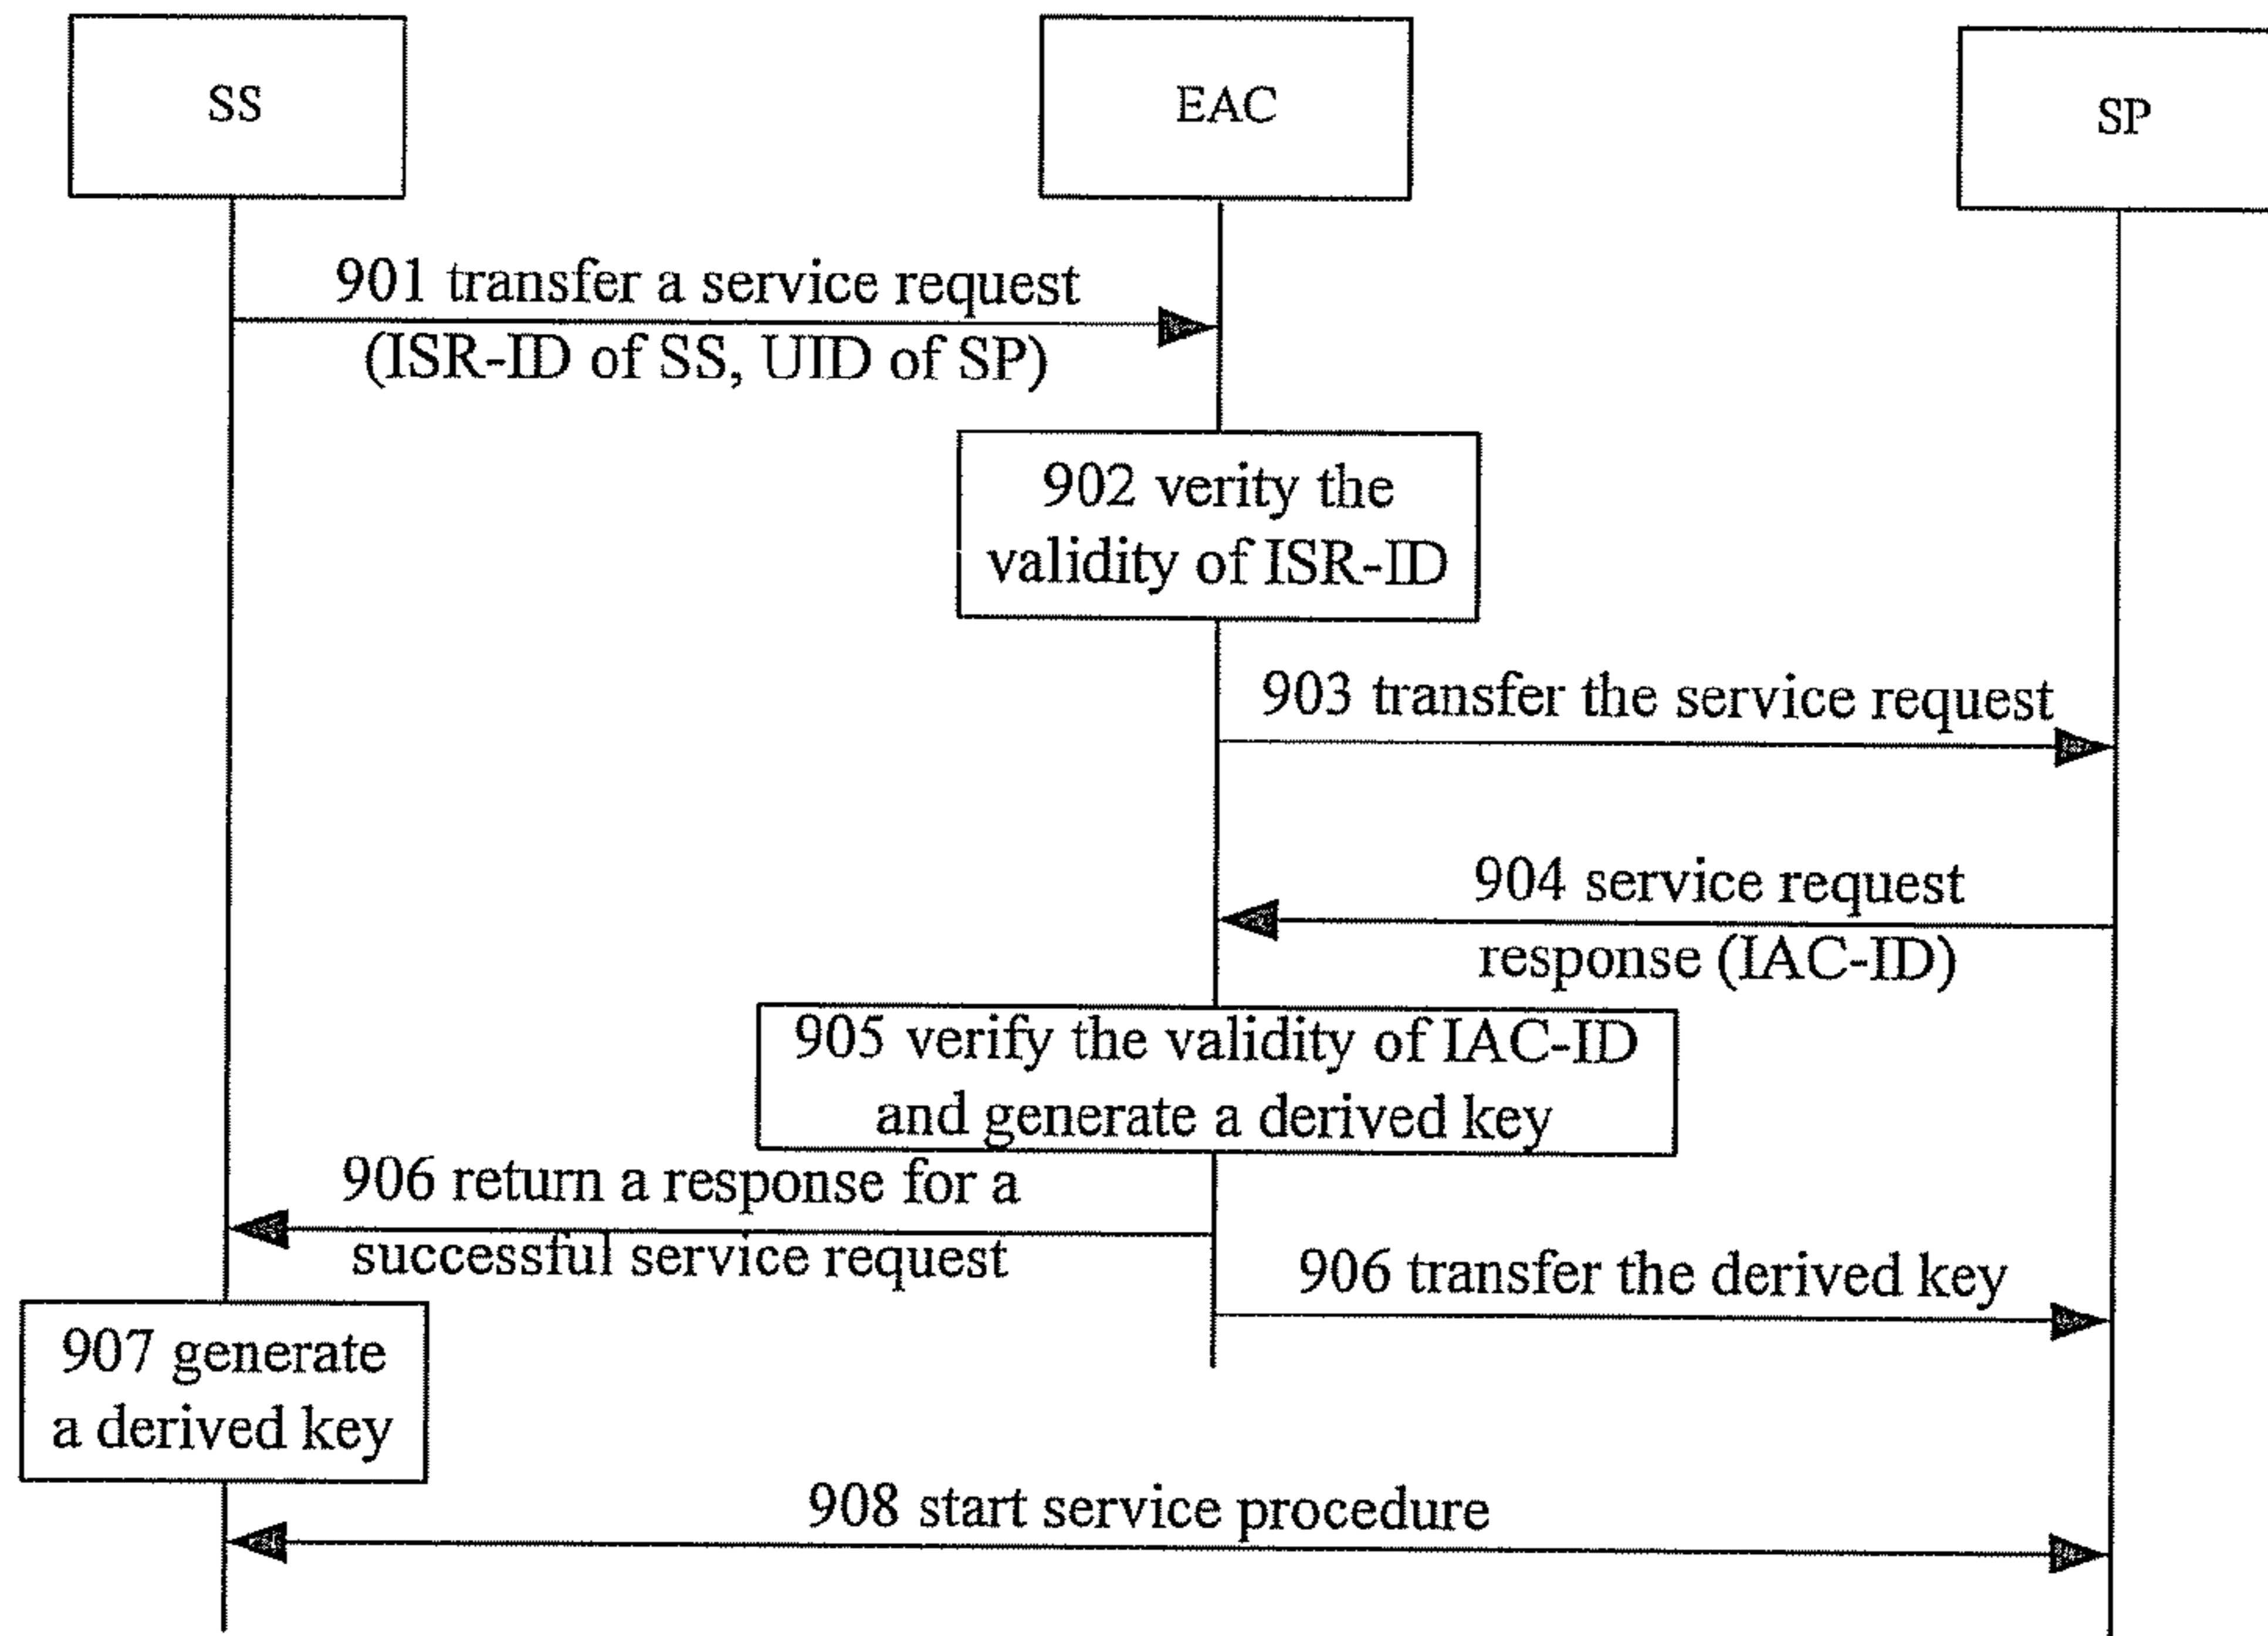 SS
EAC
SP
901 transfer a service request
(ISR-ID of SS, UID of SP)
902 verity the
validity of ISR-ID
903 transfer the service request
904 service request
response (IAC-ID)
905 verify the validity of IAC-ID
and generate a derived key
906 return a response for a
successful service request
906 transfer the derived key
907 generate
a derived key
908 start service procedure